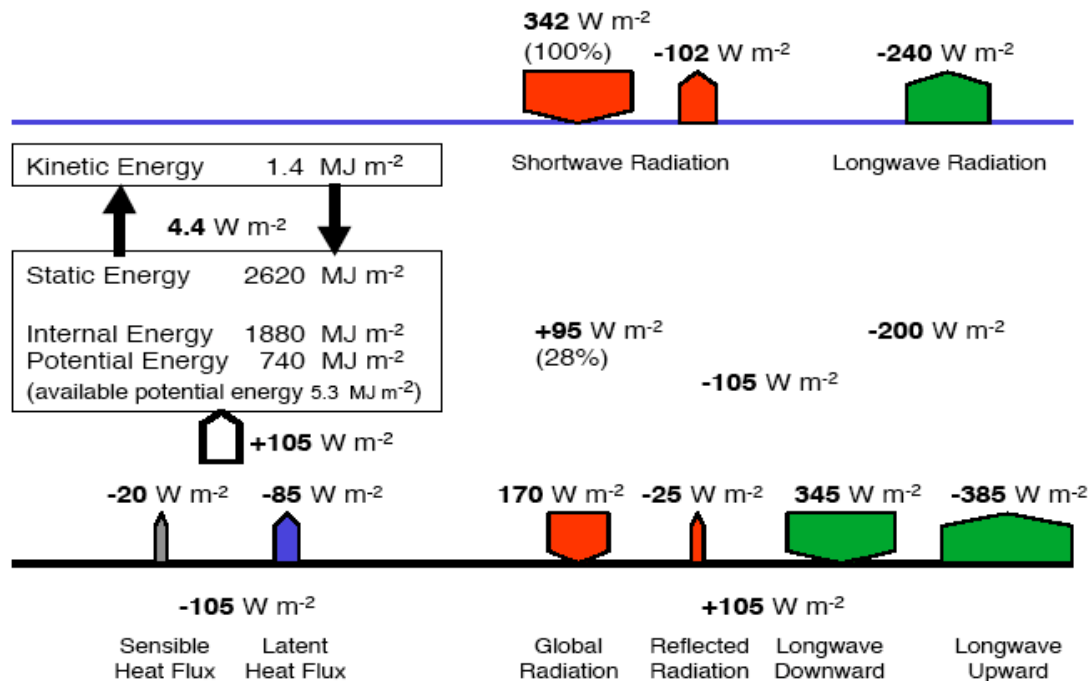 342 W m-2
(100%)
-102 W m-2
-240 W m-2
Shortwave Radiation
Longwave Radiation
Kinetic Energy 1.4 MJ m-2
4.4 W m-2
Static Energy 2620 MJ m-2
Internal Energy 1880 MJ m-2
Potential Energy 740 MJ m-2
(available potential energy 5.3 MJ m-2)
+95 W m-2
(28%)
-200 W m-2
-105 W m-2
+105 W m-2
-20 W m-2
-85 W m-2
170 W m-2
-25 W m-2
345 W m-2
-385 W m-2
-105 W m-2
+105 W m-2
Sensible
Heat Flux
Latent
Heat Flux
Global
Radiation
Reflected
Radiation
Longwave
Downward
Longwave
Upward